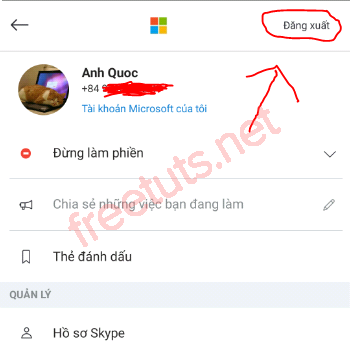 Đăng xuất
Anh Quoc
+84
Tài khoản Microsoft của tôi
Đừng làm phiền
Chia sẻ những việc bạn đang làm
Thẻ đánh dấu
QUẢN LÝ
Hồ sơ Skype
freetuts.net